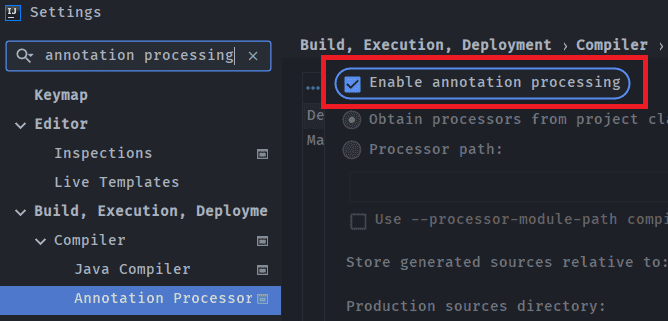 IJ Settings
annotation processing
Keymap
Editor
Inspections
Live Templates
Build, Execution, Deployme
Compiler
Java Compiler
Annotation Processor
Build, Execution, Deployment › Compiler ›
Enable annotation processing
De
Obtain processors from project cla
Ma
Processor path:
Use --processor-module-path compi
Store generated sources relative to:
Production sources directory: